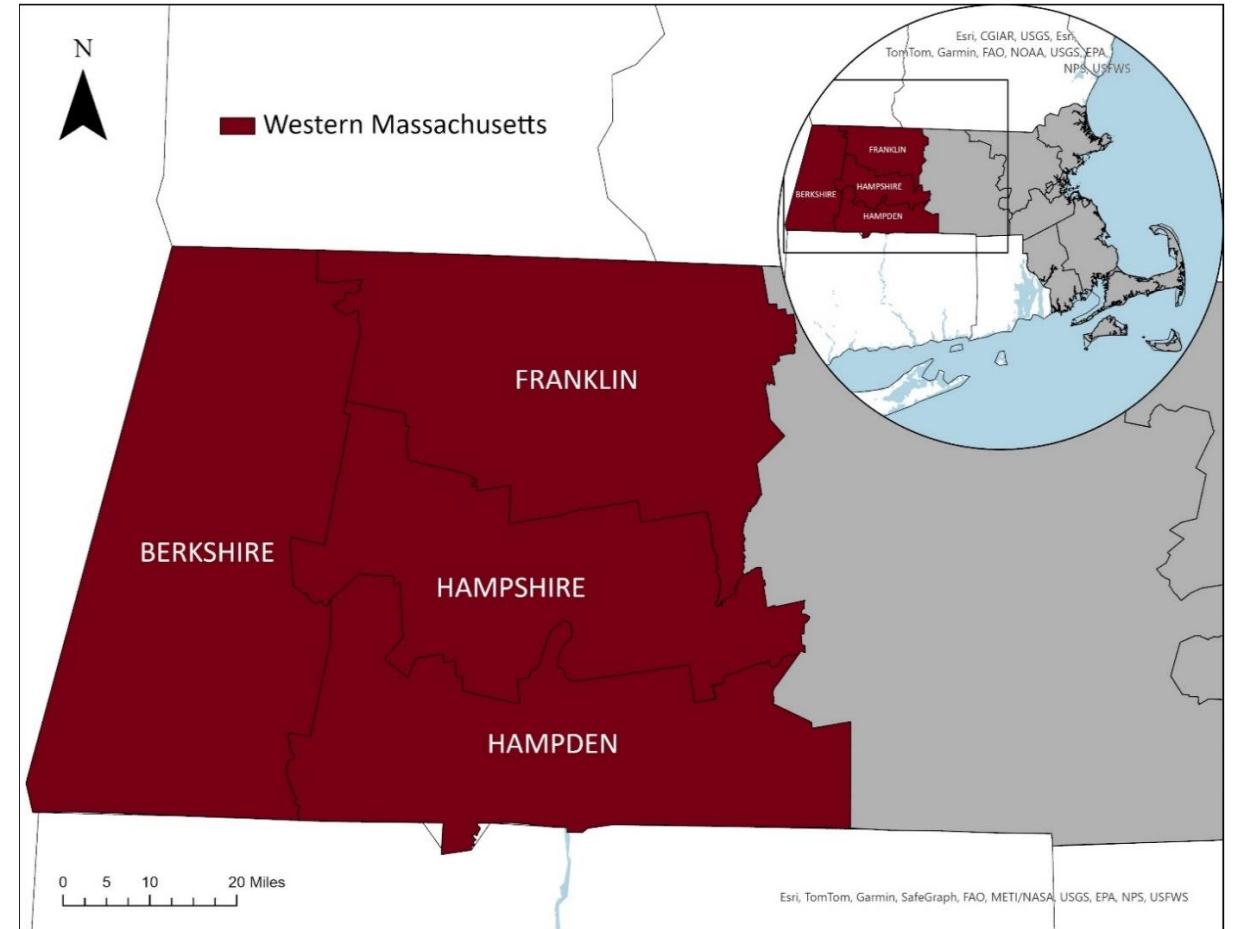 N
Western Massachusetts
Esri, CGIAR, USGS, Esri,
TomTom, Garmin, FAO, NOAA, USGS, EPA,
NPS, USFWS
FRANKLIN
BERKSHIRE
HAMPSHIRE
HAMPDEN
FRANKLIN
BERKSHIRE
HAMPSHIRE
HAMPDEN
0 5 10 20 Miles
Esri, TomTom, Garmin, SafeGraph, FAO, METI/NASA, USGS, EPA, NPS, USFWS